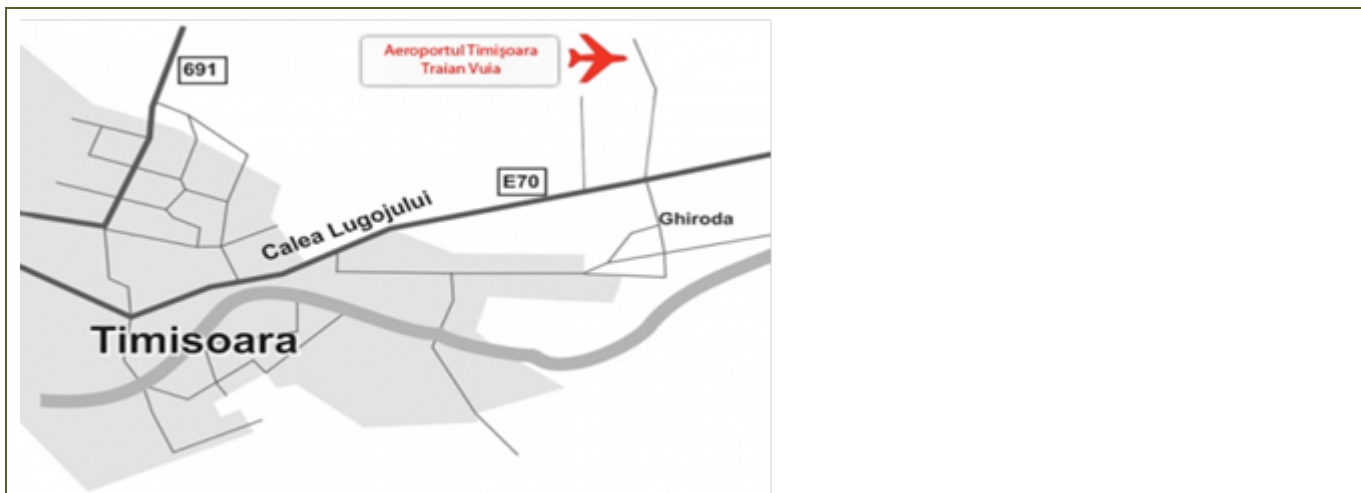 691
Aeroportul Timişoara
Traian Vuia
E70
Calea Lugojului
Ghiroda
Timisoara